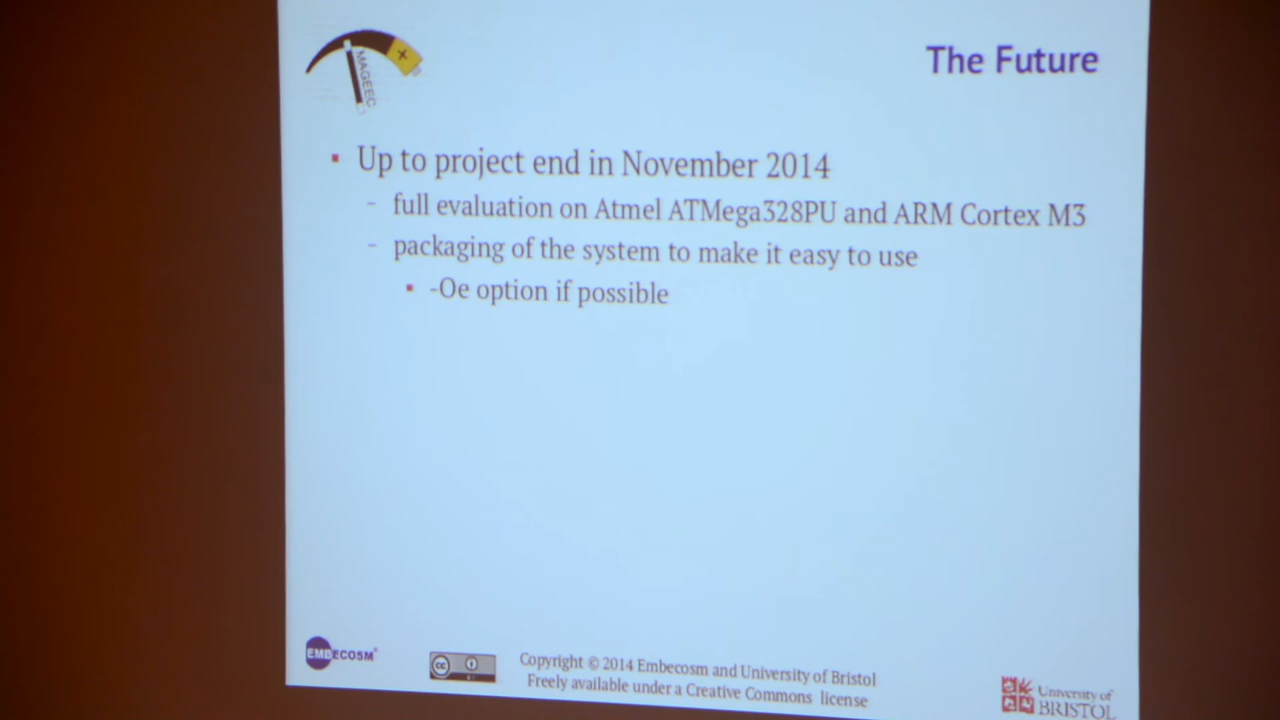 MAGEEC
The Future
Up to project end in November 2014
- full evaluation on Atmel ATMega328PU and ARM Cortex M3
- packaging of the system to make it easy to use
-Oe option if possible
EMBECOSM
cc
Copyright © 2014 Embecosm and University of Bristol
Freely available under a Creative Commons license
University of
BRISTOL